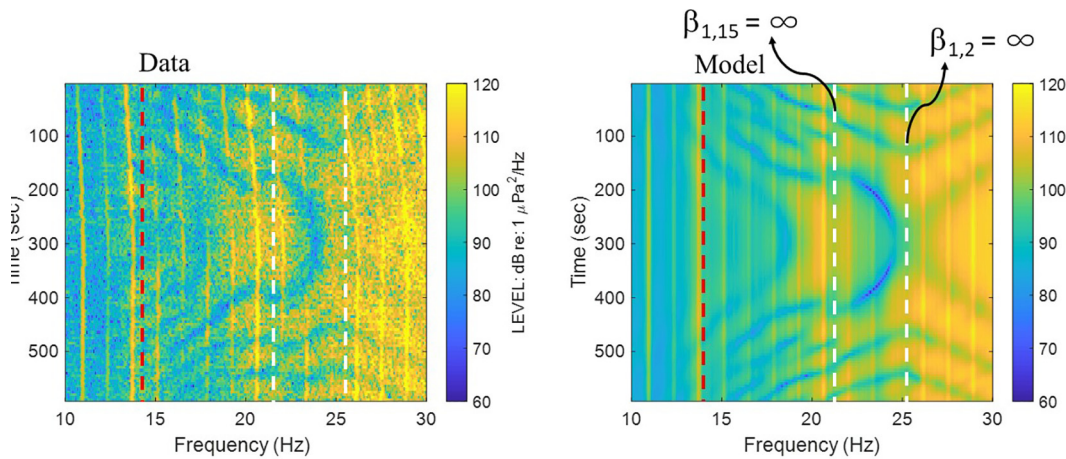 β1,15 = ∞
β1,2 = ∞
Data
Model
100
200
300
400
500
Time (sec)
10 15 20 25 30
Frequency (Hz)
120
110
100
90
80
70
60
LEVEL: dB re: 1 μPa²/Hz
100
200
300
400
500
Time (sec)
10 15 20 25 30
Frequency (Hz)
120
110
100
90
80
70
60